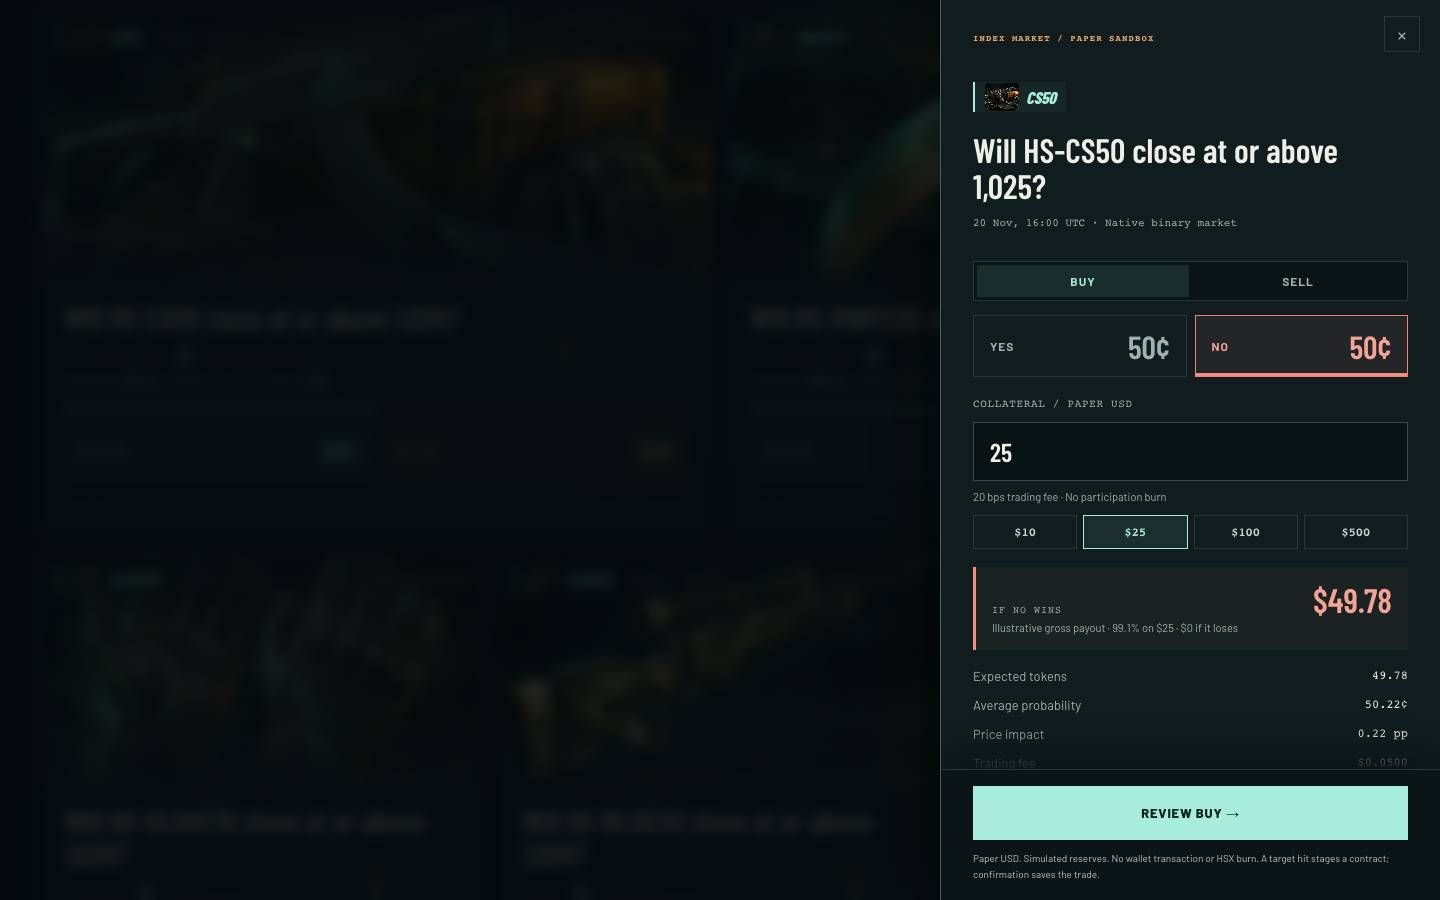 INDEX MARKET / PAPER SANDBOX
×
CS50
Will HS-CS50 close at or above
1,025?
20 Nov, 16:00 UTC · Native binary market
BUY
SELL
YES
50¢
NO
50¢
COLLATERAL / PAPER USD
25
20 bps trading fee · No participation burn
$10
$25
$100
$500
IF NO WINS
$49.78
Illustrative gross payout · 99.1% on $25 · $0 if it loses
Expected tokens
49.78
Average probability
50.22¢
Price impact
0.22 pp
Trading fee
$0.0500
REVIEW BUY →
Paper USD. Simulated reserves. No wallet transaction or HSX burn. A target hit stages a contract;
confirmation saves the trade.